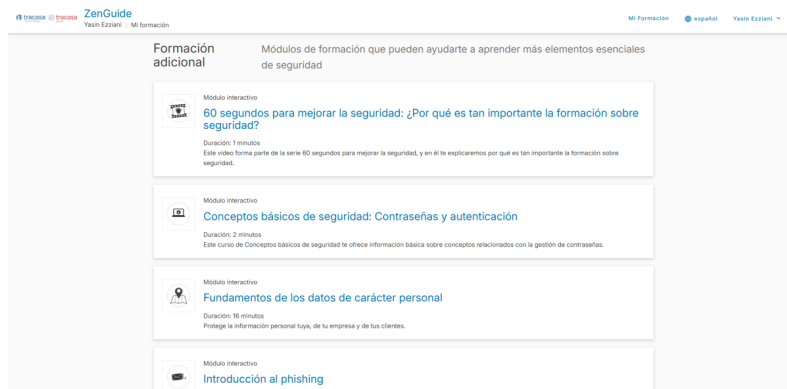 tracasa tracasa ZenGuide
Yasin Ezziani | Mi formación
Mi Formación español Yasin Ezziani
Formación adicional
Módulos de formación que pueden ayudarte a aprender más elementos esenciales
de seguridad
Módulo interactivo
60 segundos para mejorar la seguridad: ¿Por qué es tan importante la formación sobre
seguridad?
Duración: 1 minutos
Este vídeo forma parte de la serie 60 segundos para mejorar la seguridad, y en él te explicaremos por qué es tan importante la formación sobre
seguridad.
Módulo interactivo
Conceptos básicos de seguridad: Contraseñas y autenticación
Duración: 2 minutos
Este curso de Conceptos básicos de seguridad te ofrece información básica sobre conceptos relacionados con la gestión de contraseñas.
Módulo interactivo
Fundamentos de los datos de carácter personal
Duración: 16 minutos
Protege la información personal tuya, de tu empresa y de tus clientes.
Módulo interactivo
Introducción al phishing